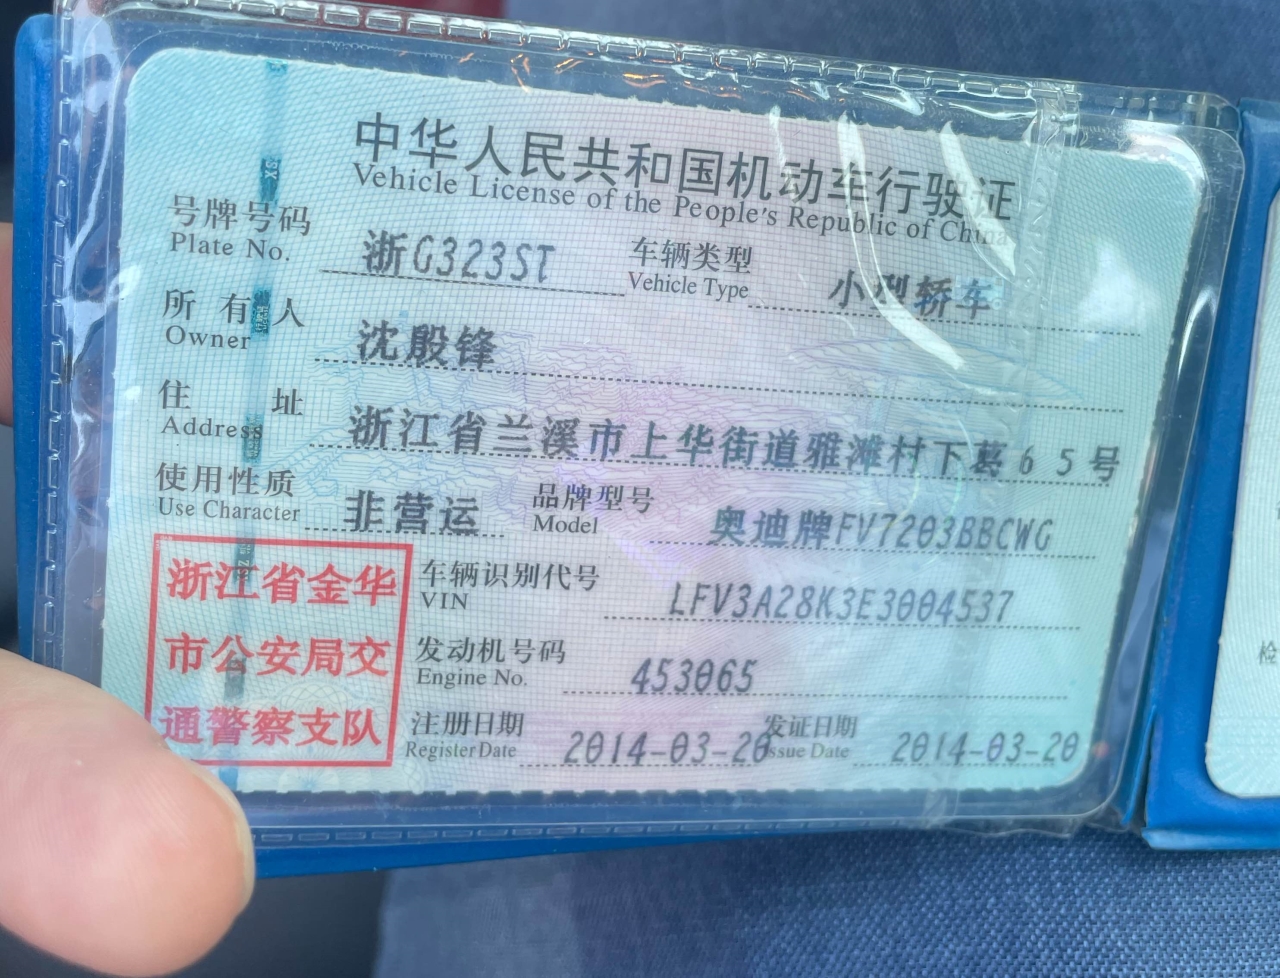 中华人民共和国机动车行驶证
Vehicle License of the People's Republic of China
号牌号码 浙G323ST 车辆类型 小型轿车
Plate No. Vehicle Type
所有人 沈殷锋
Owner
住址 浙江省兰溪市上华街道雅滩村下葛65号
Address
使用性质 非营运 品牌型号 奥迪牌FV7203BBCWG
Use Character Model
浙江省金华
市公安局交
通警察支队
车辆识别代号 LFV3A28K3E3004537
VIN
发动机号码 453065
Engine No.
注册日期 2014-03-20 发证日期 2014-03-20
Register Date Issue Date
检